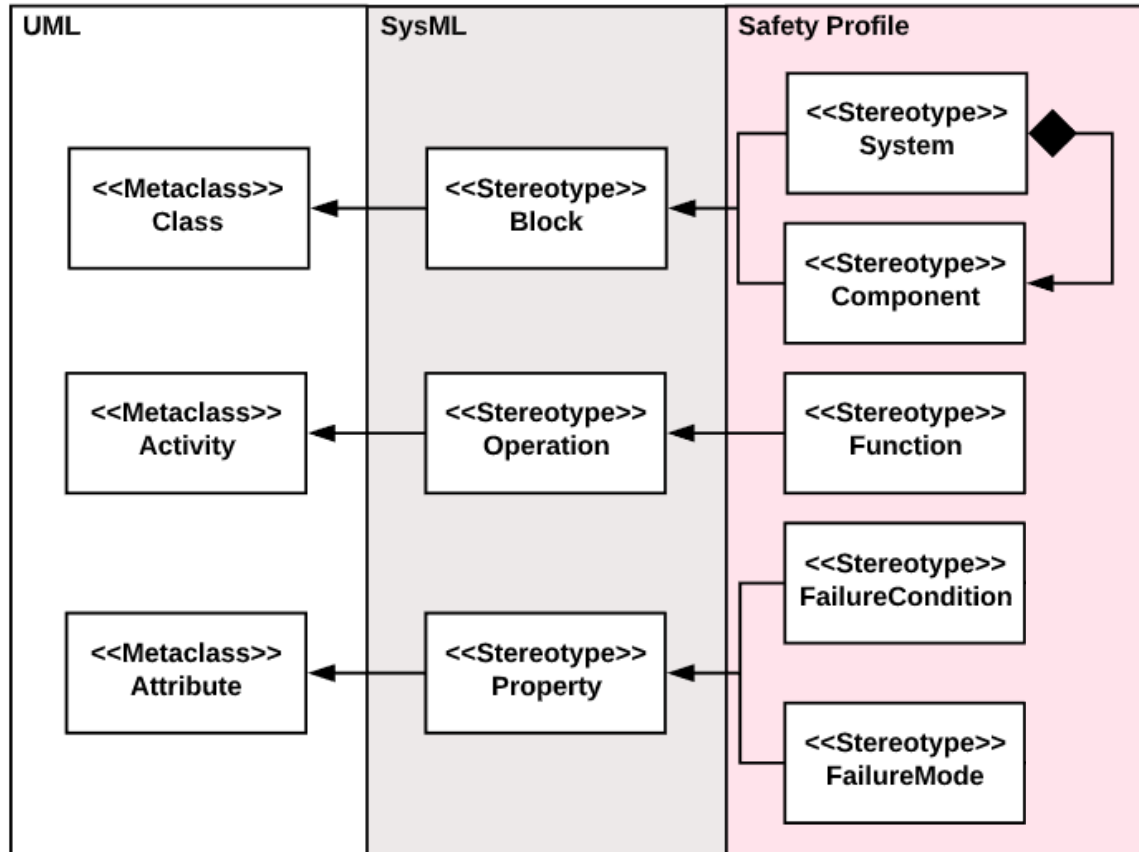 UML
SysML
Safety Profile
<<Stereotype>>
System
<<Metaclass>>
Class
<<Stereotype>>
Block
<<Stereotype>>
Component
<<Metaclass>>
Activity
<<Stereotype>>
Operation
<<Stereotype>>
Function
<<Stereotype>>
FailureCondition
<<Metaclass>>
Attribute
<<Stereotype>>
Property
<<Stereotype>>
FailureMode